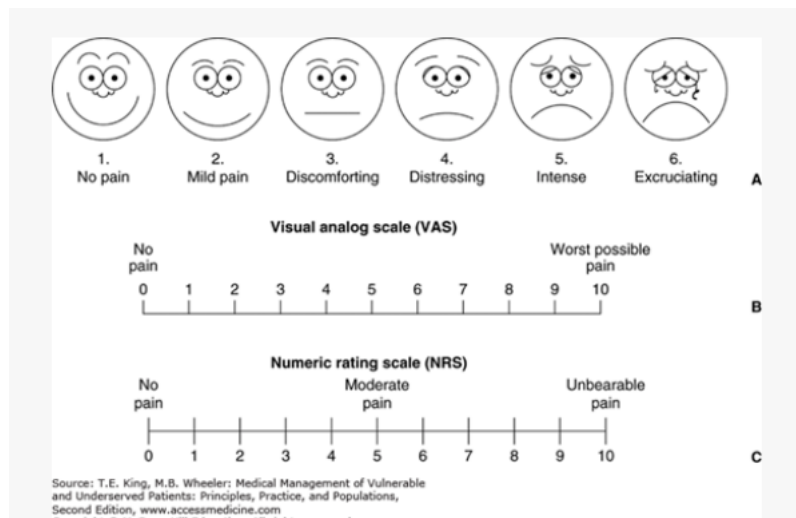 1. 2. 3. 4. 5. 6.
No pain Mild pain Discomforting Distressing Intense Excruciating A
Visual analog scale (VAS)
No Worst possible
pain pain
0 1 2 3 4 5 6 7 8 9 10
B
Numeric rating scale (NRS)
No Moderate Unbearable
pain pain pain
0 1 2 3 4 5 6 7 8 9 10 C
Source: T.E. King, M.B. Wheeler: Medical Management of Vulnerable
and Underserved Patients: Principles, Practice, and Populations,
Second Edition, www.accessmedicine.com